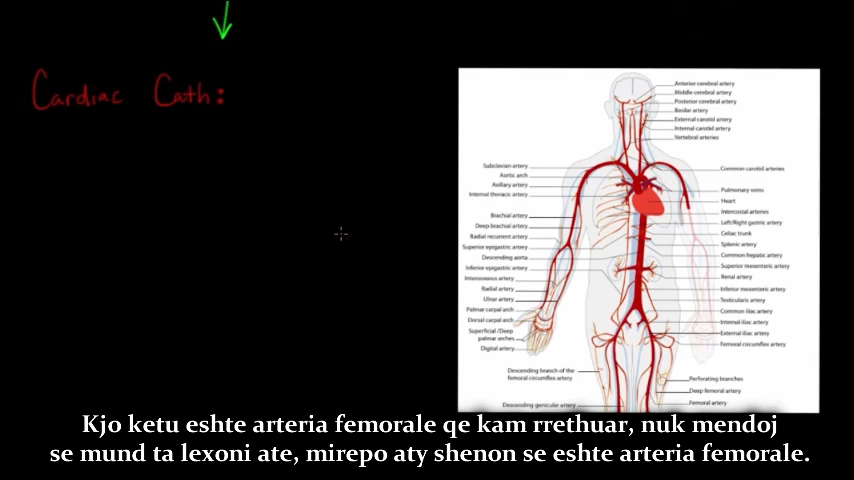 Cardiac Cath:
Anterior cerebral artery
Middle cerebral artery
Posterior cerebral artery
Basilar artery
External carotid artery
Internal carotid artery
Vertebral arteries
Common carotid arteries
Pulmonary veins
Heart
Intercostal arteries
Left/Right gastric artery
Celiac trunk
Splenic artery
Common hepatic artery
Superior mesenteric artery
Renal artery
Inferior mesenteric artery
Testicularis artery
Common iliac artery
Internal iliac artery
External iliac artery
Femoral circumflex artery
Perforating branches
Deep femoral artery
Femoral artery
Subclavian artery
Aortic arch
Axillary artery
Internal thoracic artery
Brachial artery
Deep brachial artery
Radial recurrent artery
Superior epigastric artery
Descending aorta
Inferior epigastric artery
Interosseous artery
Radial artery
Ulnar artery
Palmar carpal arch
Dorsal carpal arch
Superficial /Deep
palmar arches
Digital artery
Descending branch of the
femoral circumflex artery
Descending genicular artery
Kjo ketu eshte arteria femorale qe kam rrethuar, nuk mendoj
se mund ta lexoni ate, mirepo aty shenon se eshte arteria femorale.